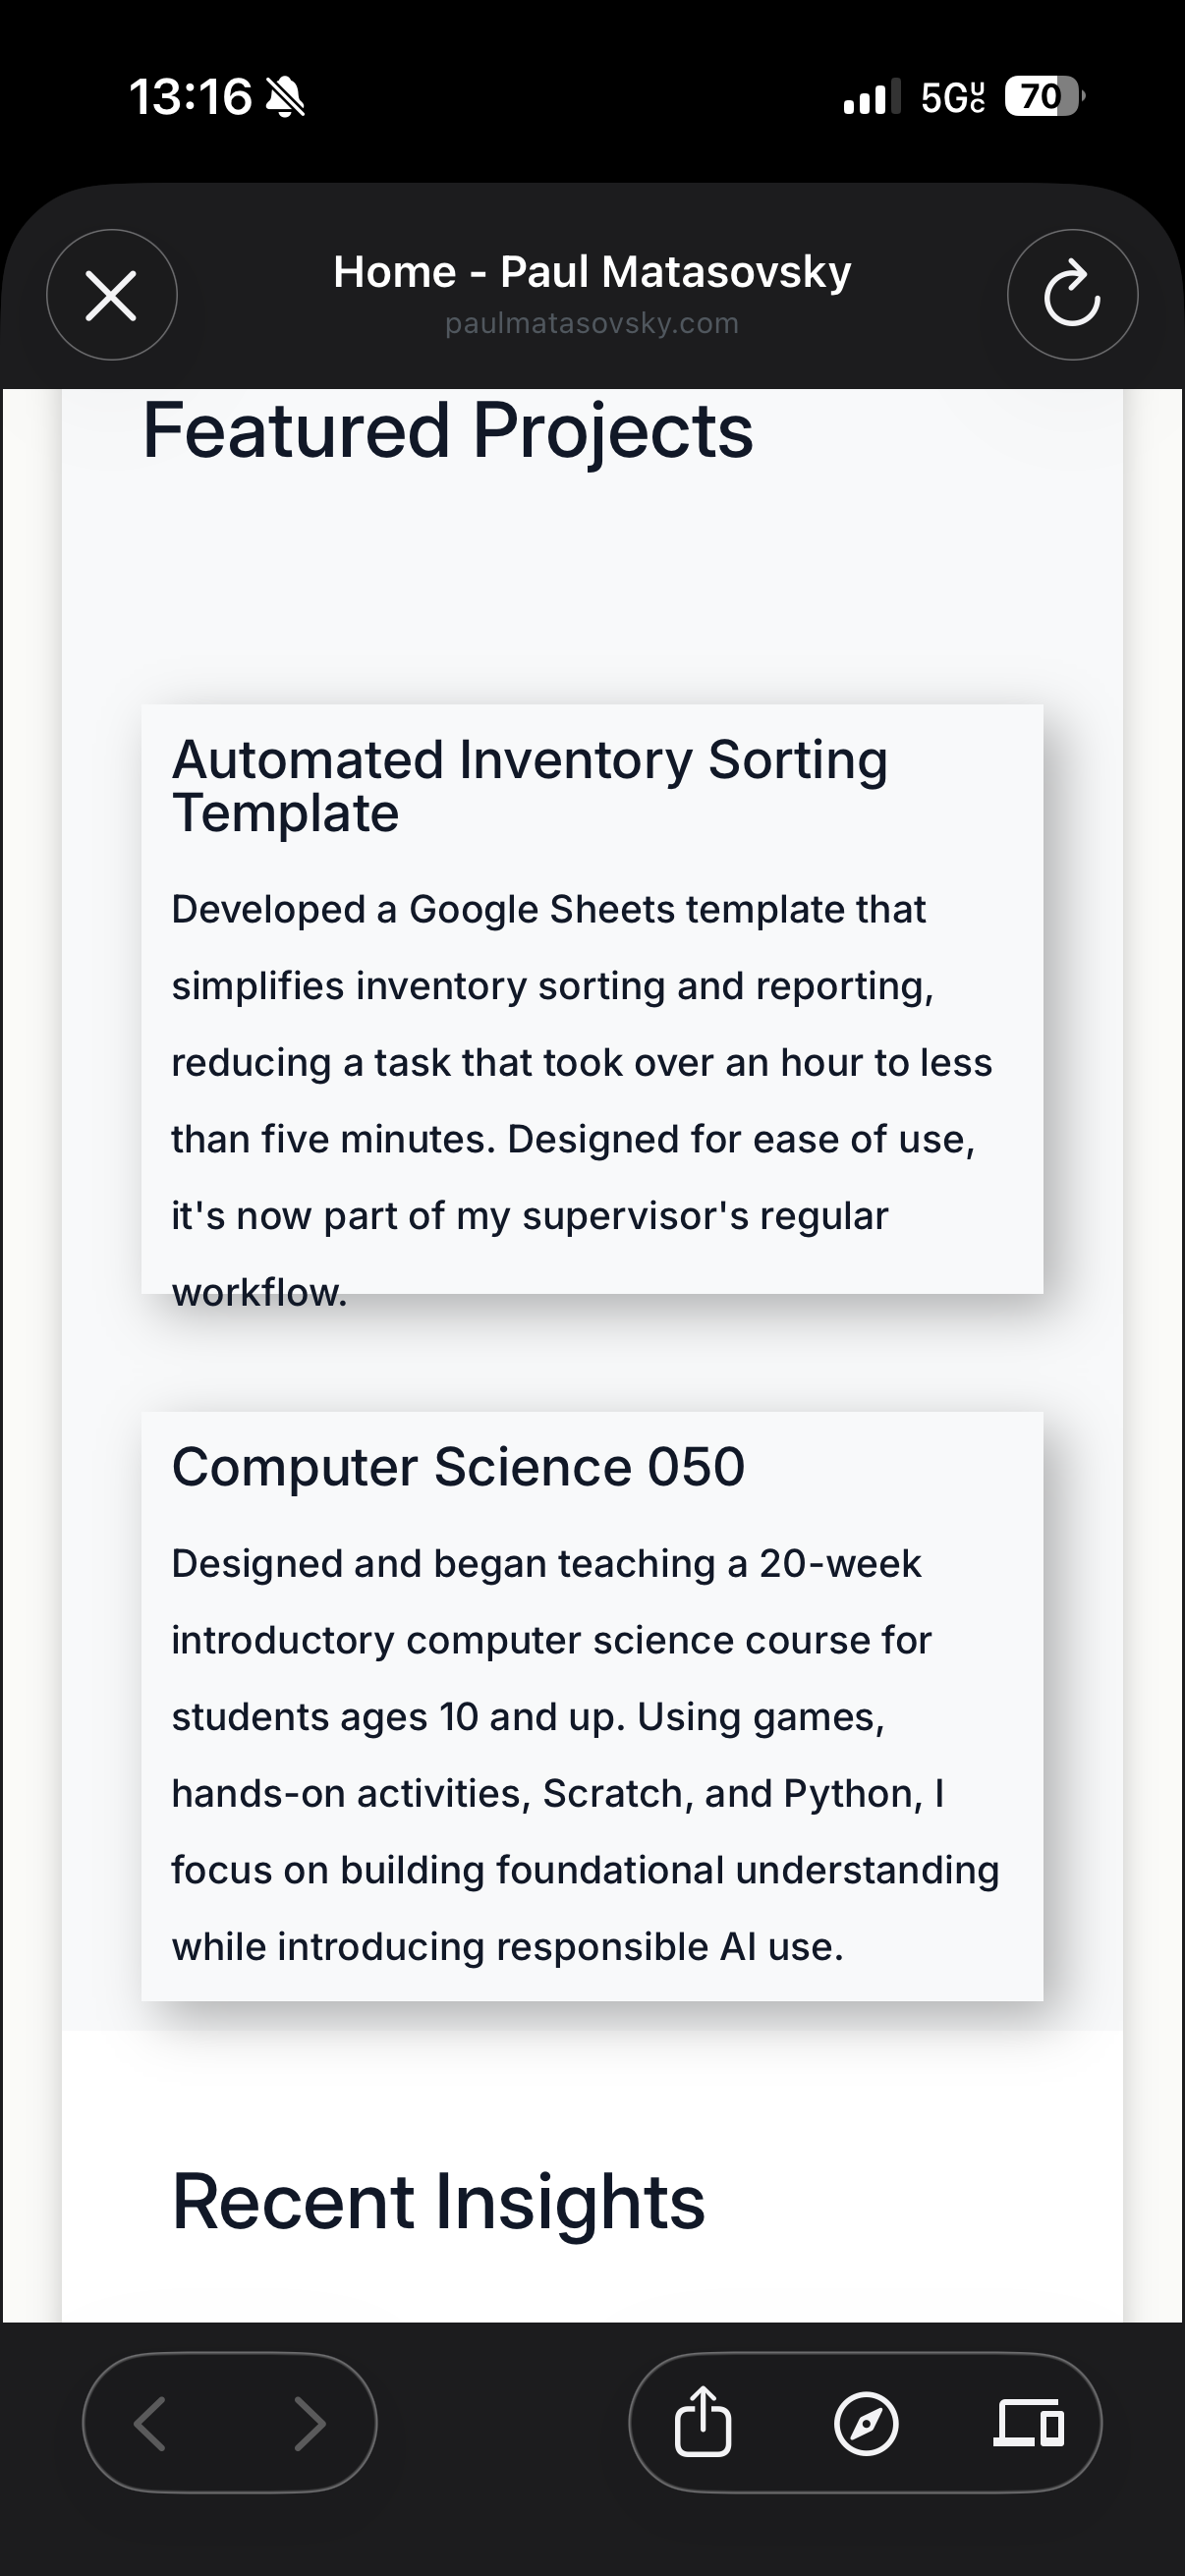 13:16
5G UC
70
Home - Paul Matasovsky
paulmatasovsky.com
Featured Projects
Automated Inventory Sorting
Template
Developed a Google Sheets template that
simplifies inventory sorting and reporting,
reducing a task that took over an hour to less
than five minutes. Designed for ease of use,
it's now part of my supervisor's regular
workflow.
Computer Science 050
Designed and began teaching a 20-week
introductory computer science course for
students ages 10 and up. Using games,
hands-on activities, Scratch, and Python, I
focus on building foundational understanding
while introducing responsible AI use.
Recent Insights